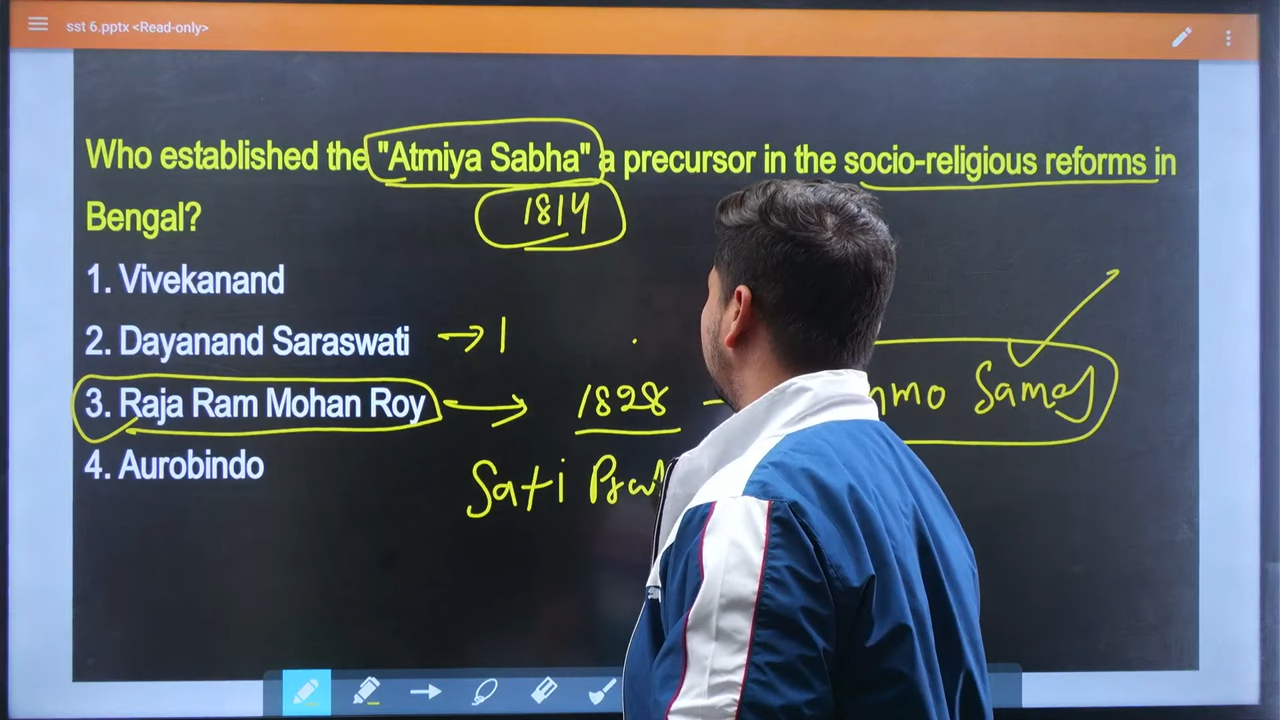 sst 6.pptx <Read-only>
Who established the "Atmiya Sabha" a precursor in the socio-religious reforms in
Bengal?
1814
1. Vivekanand
2. Dayanand Saraswati → 1
3. Raja Ram Mohan Roy → 1828 - Samaj
4. Aurobindo
Sati